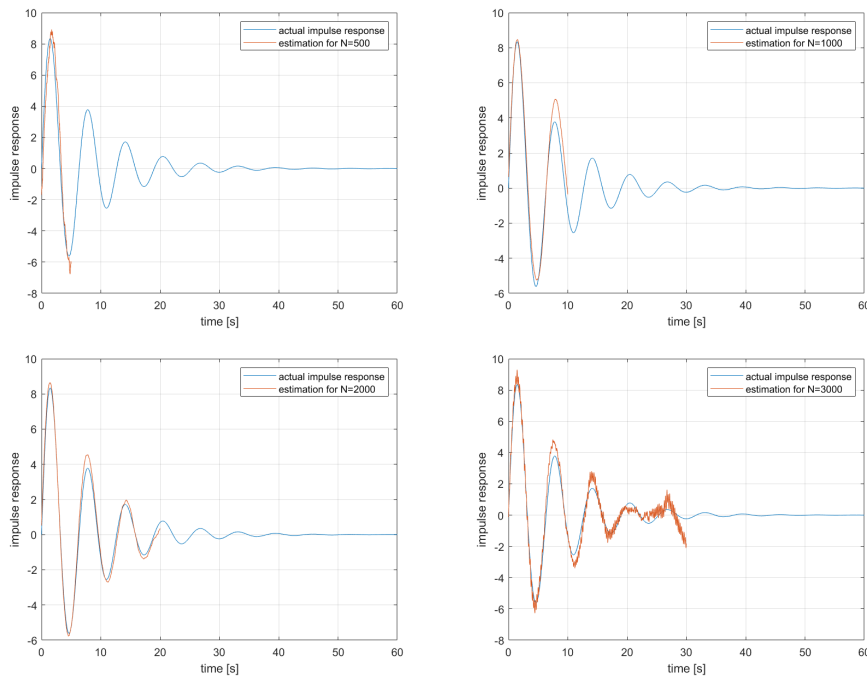 10
8
6
4
2
0
-2
-4
-6
-8
impulse response
actual impulse response
estimation for N=500
0 10 20 30 40 50 60
time [s]
10
8
6
4
2
0
-2
-4
-6
impulse response
actual impulse response
estimation for N=1000
0 10 20 30 40 50 60
time [s]
10
8
6
4
2
0
-2
-4
-6
impulse response
actual impulse response
estimation for N=2000
0 10 20 30 40 50 60
time [s]
10
8
6
4
2
0
-2
-4
-6
-8
impulse response
actual impulse response
estimation for N=3000
0 10 20 30 40 50 60
time [s]